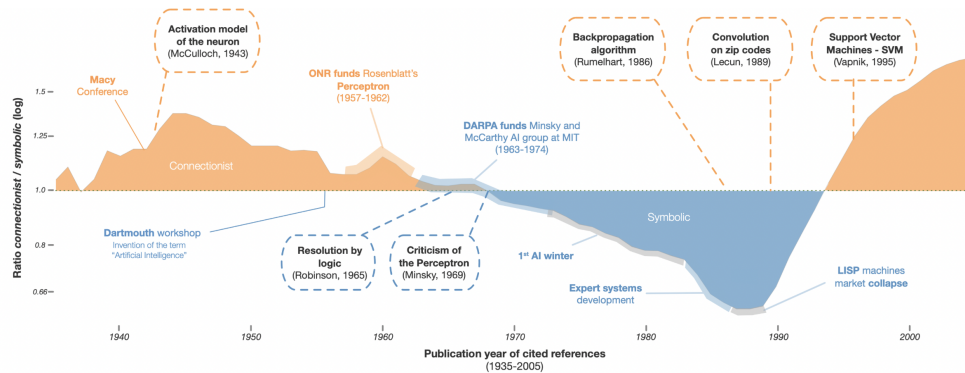 Activation model
of the neuron
(McCulloch, 1943)
Backpropagation
algorithm
(Rumelhart, 1986)
Convolution
on zip codes
(Lecun, 1989)
Support Vector
Machines - SVM
(Vapnik, 1995)
Macy
Conference
ONR funds Rosenblatt's
Perceptron
(1957-1962)
DARPA funds Minsky and
McCarthy AI group at MIT
(1963-1974)
Ratio connectionist / symbolic (log)
1.5
1.25
1.0
0.8
0.66
Connectionist
Symbolic
Dartmouth workshop
Invention of the term
"Artificial Intelligence"
Resolution by
logic
(Robinson, 1965)
Criticism of
the Perceptron
(Minsky, 1969)
1st AI winter
Expert systems
development
LISP machines
market collapse
1940
1950
1960
1970
1980
1990
2000
Publication year of cited references
(1935-2005)